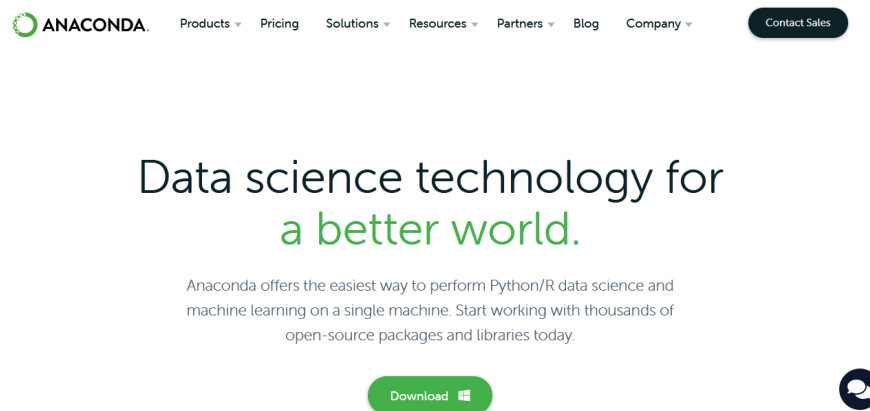 ANACONDA.
Products
Pricing
Solutions
Resources
Partners
Blog
Company
Contact Sales
Data science technology for
a better world.
Anaconda offers the easiest way to perform Python/R data science and
machine learning on a single machine. Start working with thousands of
open-source packages and libraries today.
Download